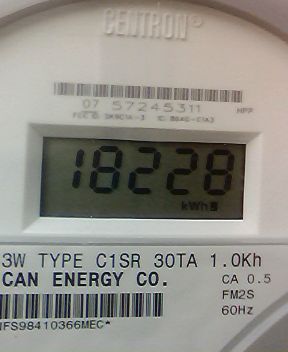 CENTRON®
07 57245311
18228
kWh
3W TYPE C1SR 30TA 1.0Kh
CAN ENERGY CO. CA 0.5
FM2S
60Hz
NFS98410366MEC*